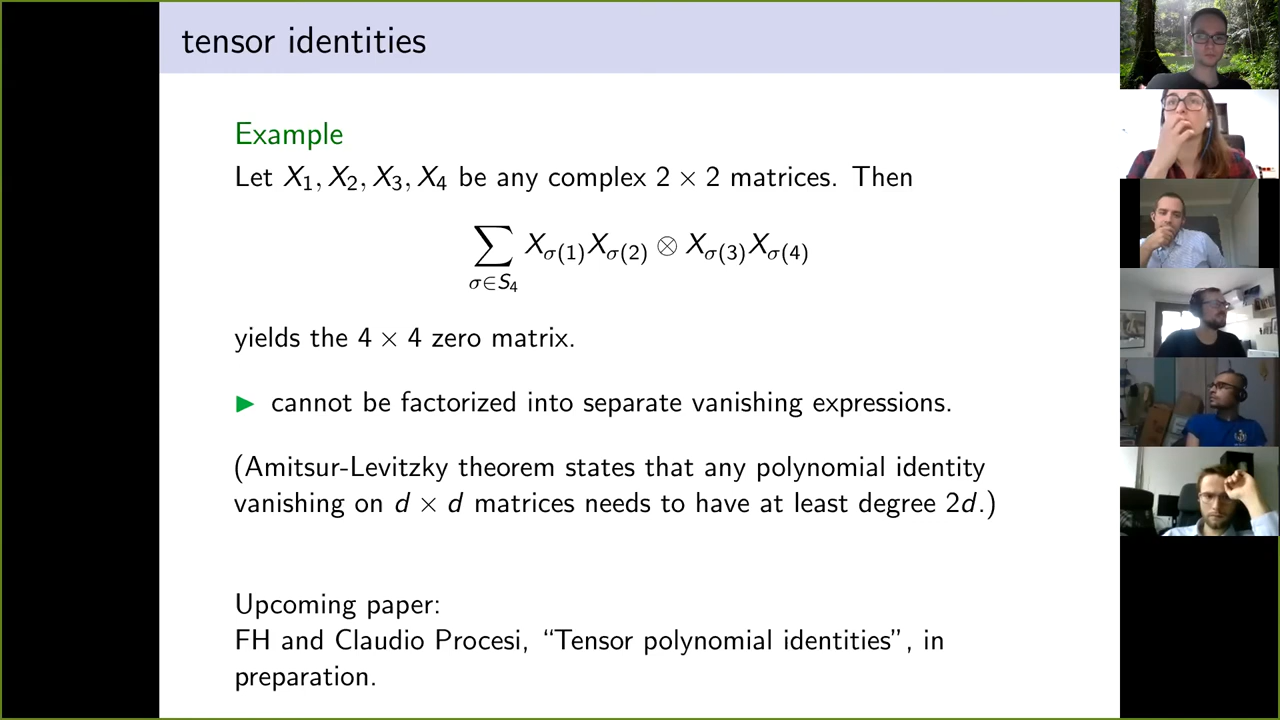 tensor identities
Example
Let X₁, X₂, X₃, X₄ be any complex 2 × 2 matrices. Then
∑_{σ∈S₄} X_{σ(1)}X_{σ(2)} ⊗ X_{σ(3)}X_{σ(4)}
yields the 4 × 4 zero matrix.
▶ cannot be factorized into separate vanishing expressions.
(Amitsur-Levitzky theorem states that any polynomial identity
vanishing on d × d matrices needs to have at least degree 2d.)
Upcoming paper:
FH and Claudio Procesi, “Tensor polynomial identities”, in
preparation.